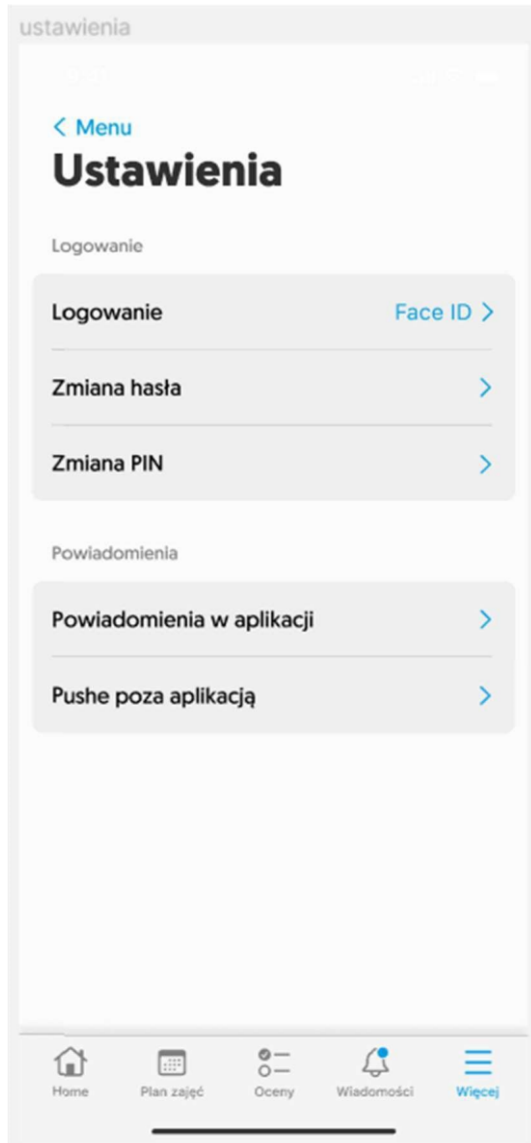 ustawienia
Menu
Ustawienia
Logowanie
Logowanie Face ID
Zmiana hasła
Zmiana PIN
Powiadomienia
Powiadomienia w aplikacji
Pushe poza aplikacją
Home Plan zajęć Oceny Wiadomości Więcej